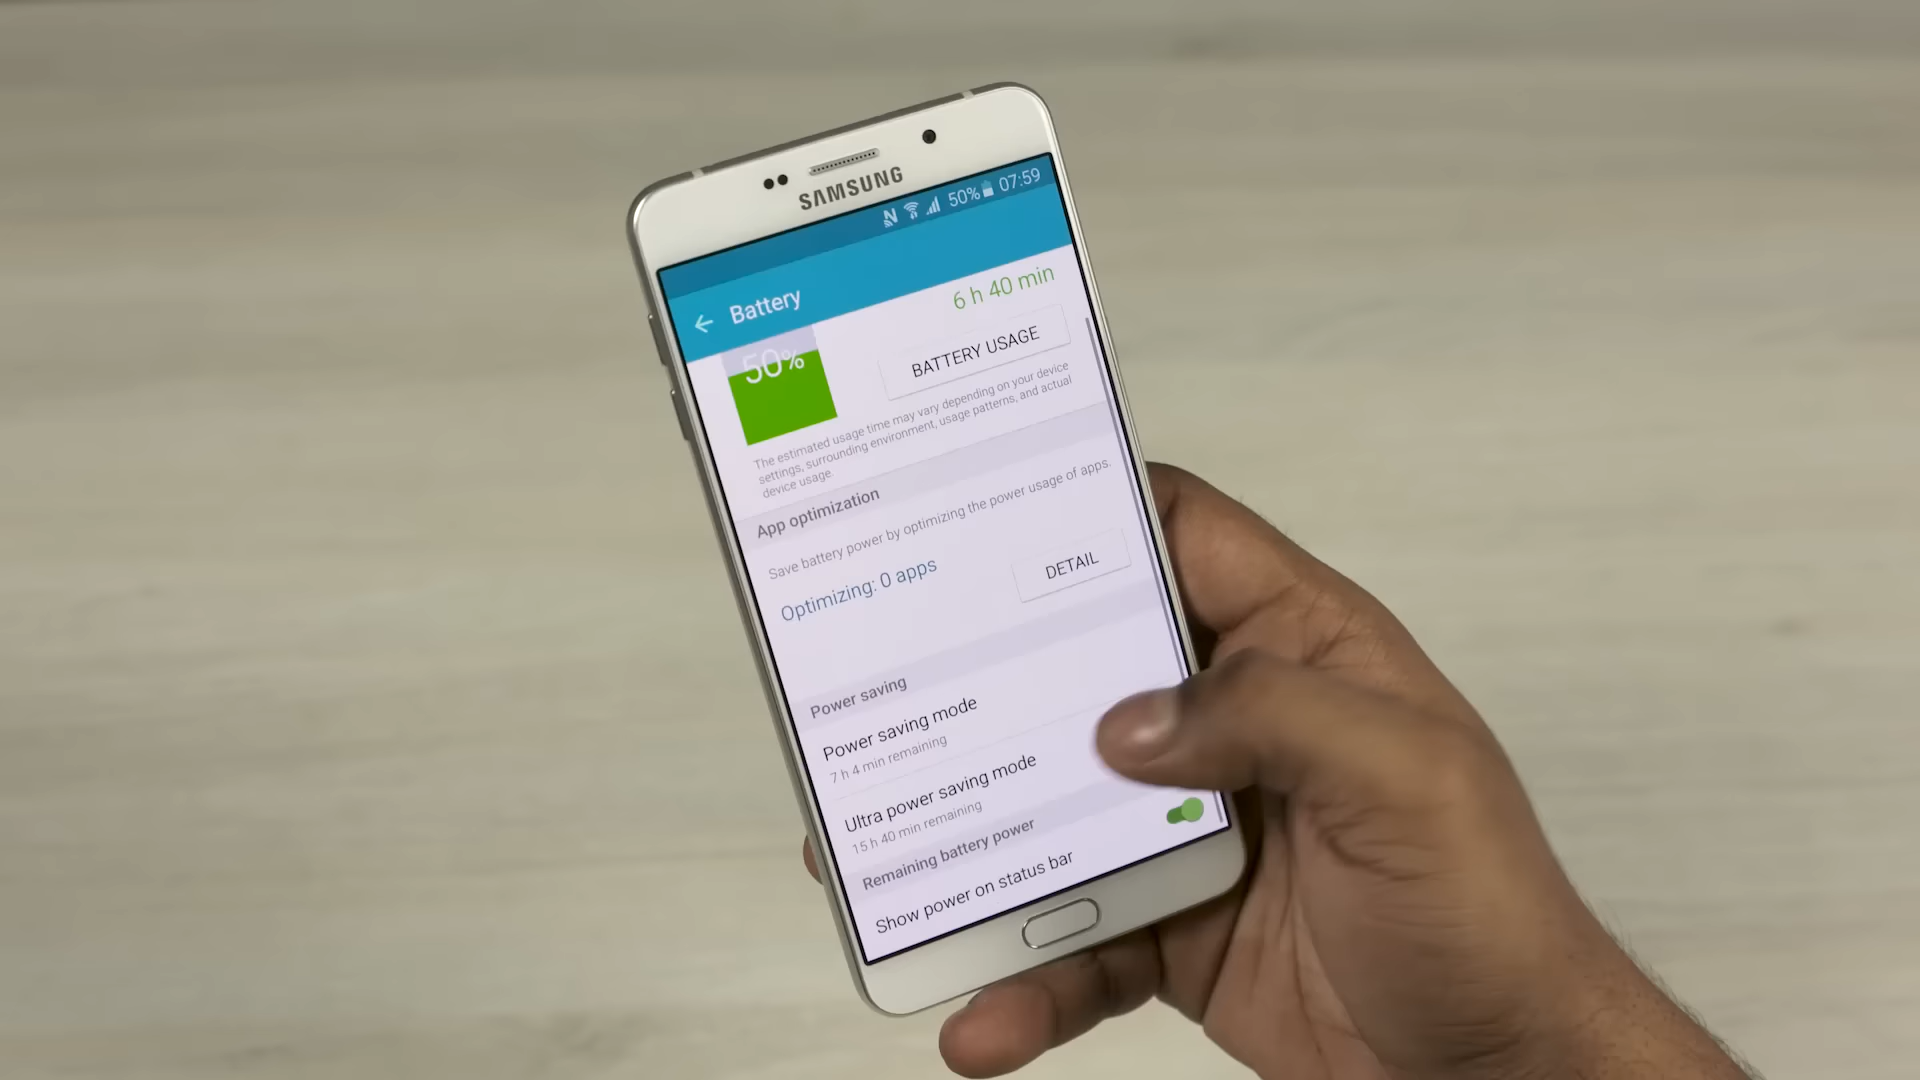 SAMSUNG
50% 07:59
Battery
6 h 40 min
50%
BATTERY USAGE
The estimated usage time may vary depending on your device
settings, surrounding environment, usage patterns, and actual
device usage.
App optimization
Save battery power by optimizing the power usage of apps.
Optimizing: 0 apps
DETAIL
Power saving
Power saving mode
7 h 4 min remaining
Ultra power saving mode
15 h 40 min remaining
Remaining battery power
Show power on status bar